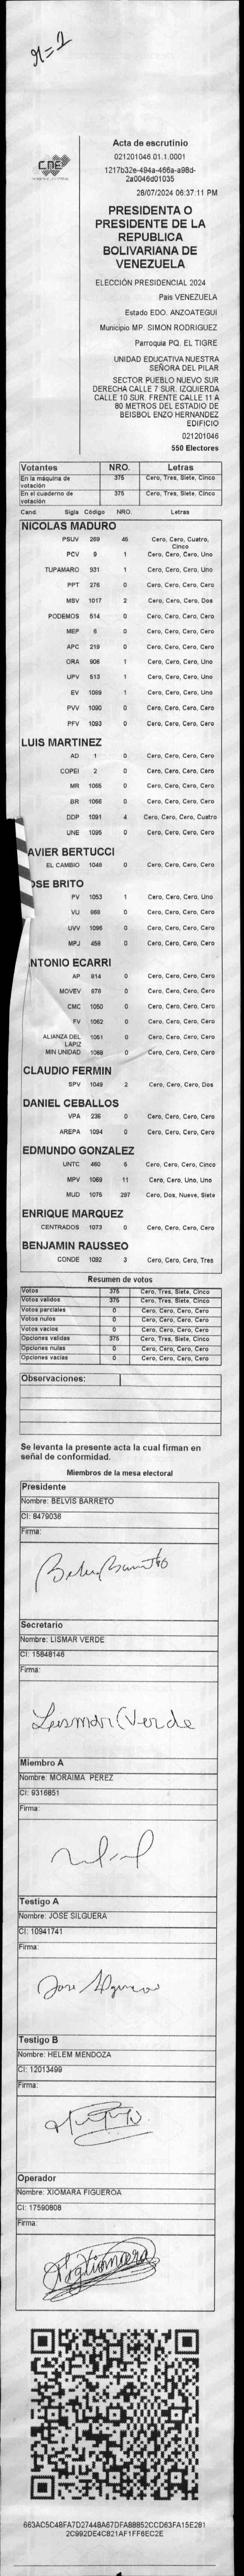 n=2
CNE
Acta de escrutinio
021201046.01.1.0001
1217b32e-494a-466a-a98d-
2a0046d01035
28/07/2024 06:37:11 PM
PRESIDENTA O
PRESIDENTE DE LA
REPUBLICA
BOLIVARIANA DE
VENEZUELA
ELECCIÓN PRESIDENCIAL 2024
Pais VENEZUELA
Estado EDO. ANZOATEGUI
Municipio MP. SIMON RODRIGUEZ
Parroquia PQ. EL TIGRE
UNIDAD EDUCATIVA NUESTRA
SEÑORA DEL PILAR
SECTOR PUEBLO NUEVO SUR
DERECHA CALLE 7 SUR. IZQUIERDA
CALLE 10 SUR. FRENTE CALLE 11 A
80 METROS DEL ESTADIO DE
BEISBOL ENZO HERNANDEZ
EDIFICIO
021201046
550 Electores
Votantes NRO. Letras
En la máquina de votación 375 Cero, Tres, Siete, Cinco
En el cuaderno de votación 375 Cero, Tres, Siete, Cinco
Cand. Sigla Código NRO. Letras
NICOLAS MADURO
PSUV 269 45 Cero, Cero, Cuatro, Cinco
PCV 9 1 Cero, Cero, Cero, Uno
TUPAMARO 931 1 Cero, Cero, Cero, Uno
PPT 276 0 Cero, Cero, Cero, Cero
MSV 1017 2 Cero, Cero, Cero, Dos
PODEMOS 514 0 Cero, Cero, Cero, Cero
MEP 6 0 Cero, Cero, Cero, Cero
APC 219 0 Cero, Cero, Cero, Cero
ORA 906 1 Cero, Cero, Cero, Uno
UPV 513 1 Cero, Cero, Cero, Uno
EV 1089 1 Cero, Cero, Cero, Uno
PVV 1090 0 Cero, Cero, Cero, Cero
PFV 1093 0 Cero, Cero, Cero, Cero
LUIS MARTINEZ
AD 1 0 Cero, Cero, Cero, Cero
COPEI 2 0 Cero, Cero, Cero, Cero
MR 1065 0 Cero, Cero, Cero, Cero
BR 1066 0 Cero, Cero, Cero, Cero
DDP 1091 4 Cero, Cero, Cero, Cuatro
UNE 1095 0 Cero, Cero, Cero, Cero
AVIER BERTUCCI
EL CAMBIO 1048 0 Cero, Cero, Cero, Cero
OSE BRITO
PV 1053 1 Cero, Cero, Cero, Uno
VU 968 0 Cero, Cero, Cero, Cero
UVV 1096 0 Cero, Cero, Cero, Cero
MPJ 458 0 Cero, Cero, Cero, Cero
NTONIO ECARRI
AP 814 0 Cero, Cero, Cero, Cero
MOVEV 976 0 Cero, Cero, Cero, Cero
CMC 1050 0 Cero, Cero, Cero, Cero
FV 1062 0 Cero, Cero, Cero, Cero
ALIANZA DEL LAPIZ 1051 0 Cero, Cero, Cero, Cero
MIN UNIDAD 1088 0 Cero, Cero, Cero, Cero
CLAUDIO FERMIN
SPV 1049 2 Cero, Cero, Cero, Dos
DANIEL CEBALLOS
VPA 236 0 Cero, Cero, Cero, Cero
AREPA 1094 0 Cero, Cero, Cero, Cero
EDMUNDO GONZALEZ
UNTC 460 5 Cero, Cero, Cero, Cinco
MPV 1069 11 Cero, Cero, Uno, Uno
MUD 1075 297 Cero, Dos, Nueve, Siete
ENRIQUE MARQUEZ
CENTRADOS 1073 0 Cero, Cero, Cero, Cero
BENJAMIN RAUSSEO
CONDE 1092 3 Cero, Cero, Cero, Tres
Resumen de votos
Votos 375 Cero, Tres, Siete, Cinco
Votos validos 375 Cero, Tres, Siete, Cinco
Votos parciales 0 Cero, Cero, Cero, Cero
Votos nulos 0 Cero, Cero, Cero, Cero
Votos vacios 0 Cero, Cero, Cero, Cero
Opciones validas 375 Cero, Tres, Siete, Cinco
Opciones nulas 0 Cero, Cero, Cero, Cero
Opciones vacias 0 Cero, Cero, Cero, Cero
Observaciones:
Se levanta la presente acta la cual firman en
señal de conformidad.
Miembros de la mesa electoral
Presidente
Nombre: BELVIS BARRETO
CI: 8479036
Firma:
Belvis Barreto
Secretario
Nombre: LISMAR VERDE
CI: 15848146
Firma:
Lismar Verde
Miembro A
Nombre: MORAIMA PEREZ
CI: 9316851
Firma:
Testigo A
Nombre: JOSE SILGUERA
CI: 10941741
Firma:
Jose Silguera
Testigo B
Nombre: HELEM MENDOZA
CI: 12013499
Firma:
Operador
Nombre: XIOMARA FIGUEROA
CI: 17590808
Firma:
663AC5C48FA7D27448A67DFA88852CCD63FA15E281
2C992DE4C821AF1FF6EC2E